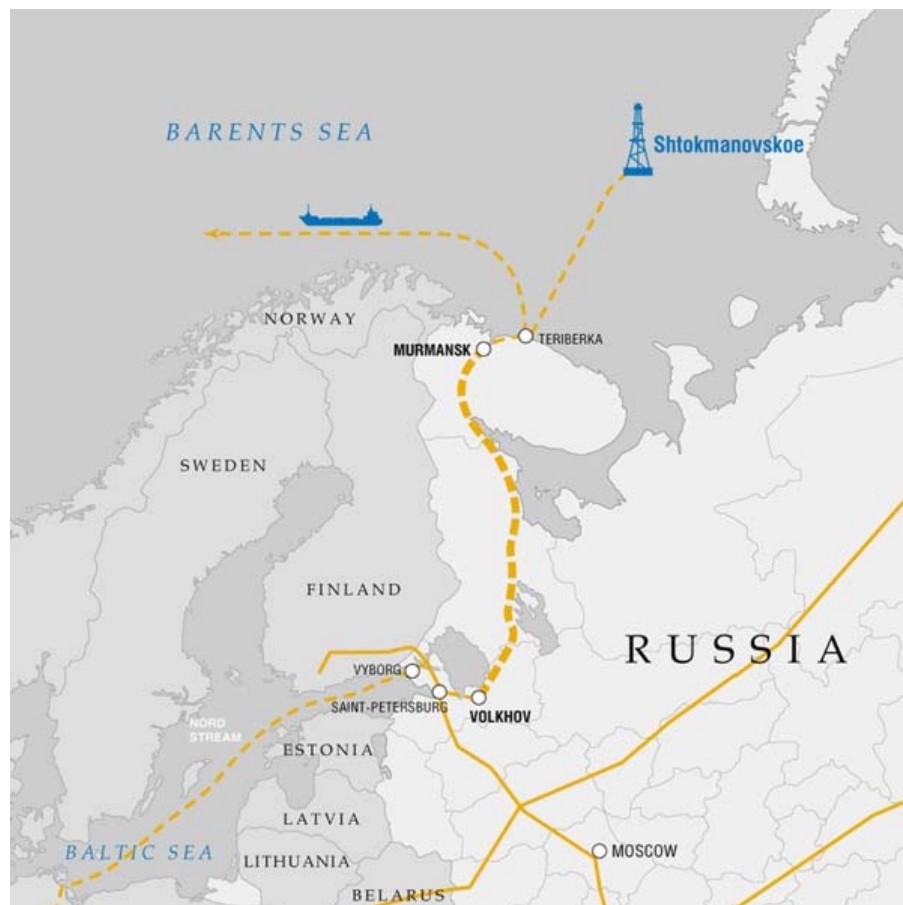 BARENTS SEA
Shtokmanovskoe
NORWAY
MURMANSK
TERIBERKA
SWEDEN
FINLAND
RUSSIA
VYBORG
SAINT-PETERSBURG
VOLKHOV
NORD
STREAM
ESTONIA
LATVIA
BALTIC SEA
LITHUANIA
MOSCOW
BELARUS